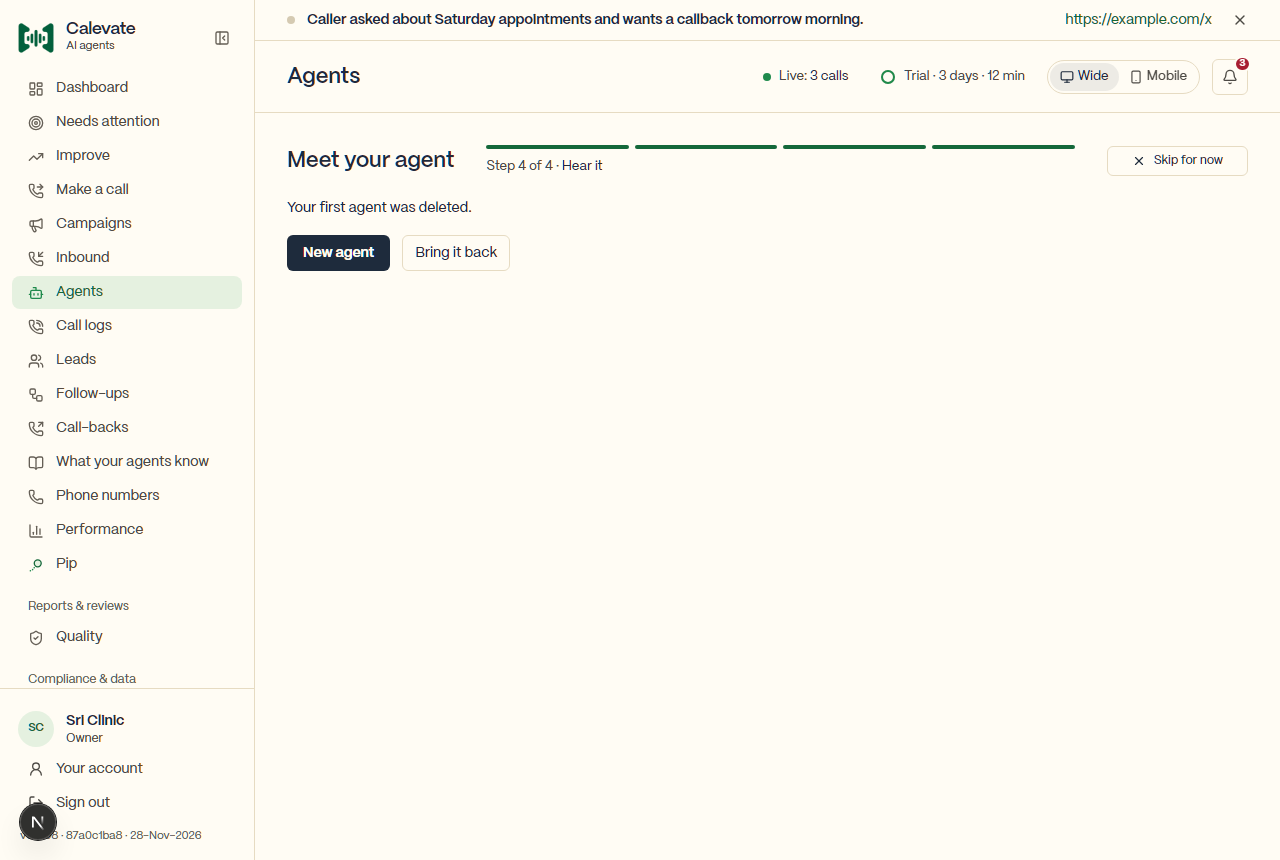 Calevate
AI agents
Dashboard
Needs attention
Improve
Make a call
Campaigns
Inbound
Agents
Call logs
Leads
Follow-ups
Call-backs
What your agents know
Phone numbers
Performance
Pip
Reports & reviews
Quality
Compliance & data
SC
Sri Clinic
Owner
Your account
Sign out
N
· 87a0c1ba8 · 28-Nov-2026
Caller asked about Saturday appointments and wants a callback tomorrow morning.
https://example.com/x
Agents
Live: 3 calls
Trial · 3 days · 12 min
Wide
Mobile
3
Meet your agent
Step 4 of 4 · Hear it
Skip for now
Your first agent was deleted.
New agent
Bring it back